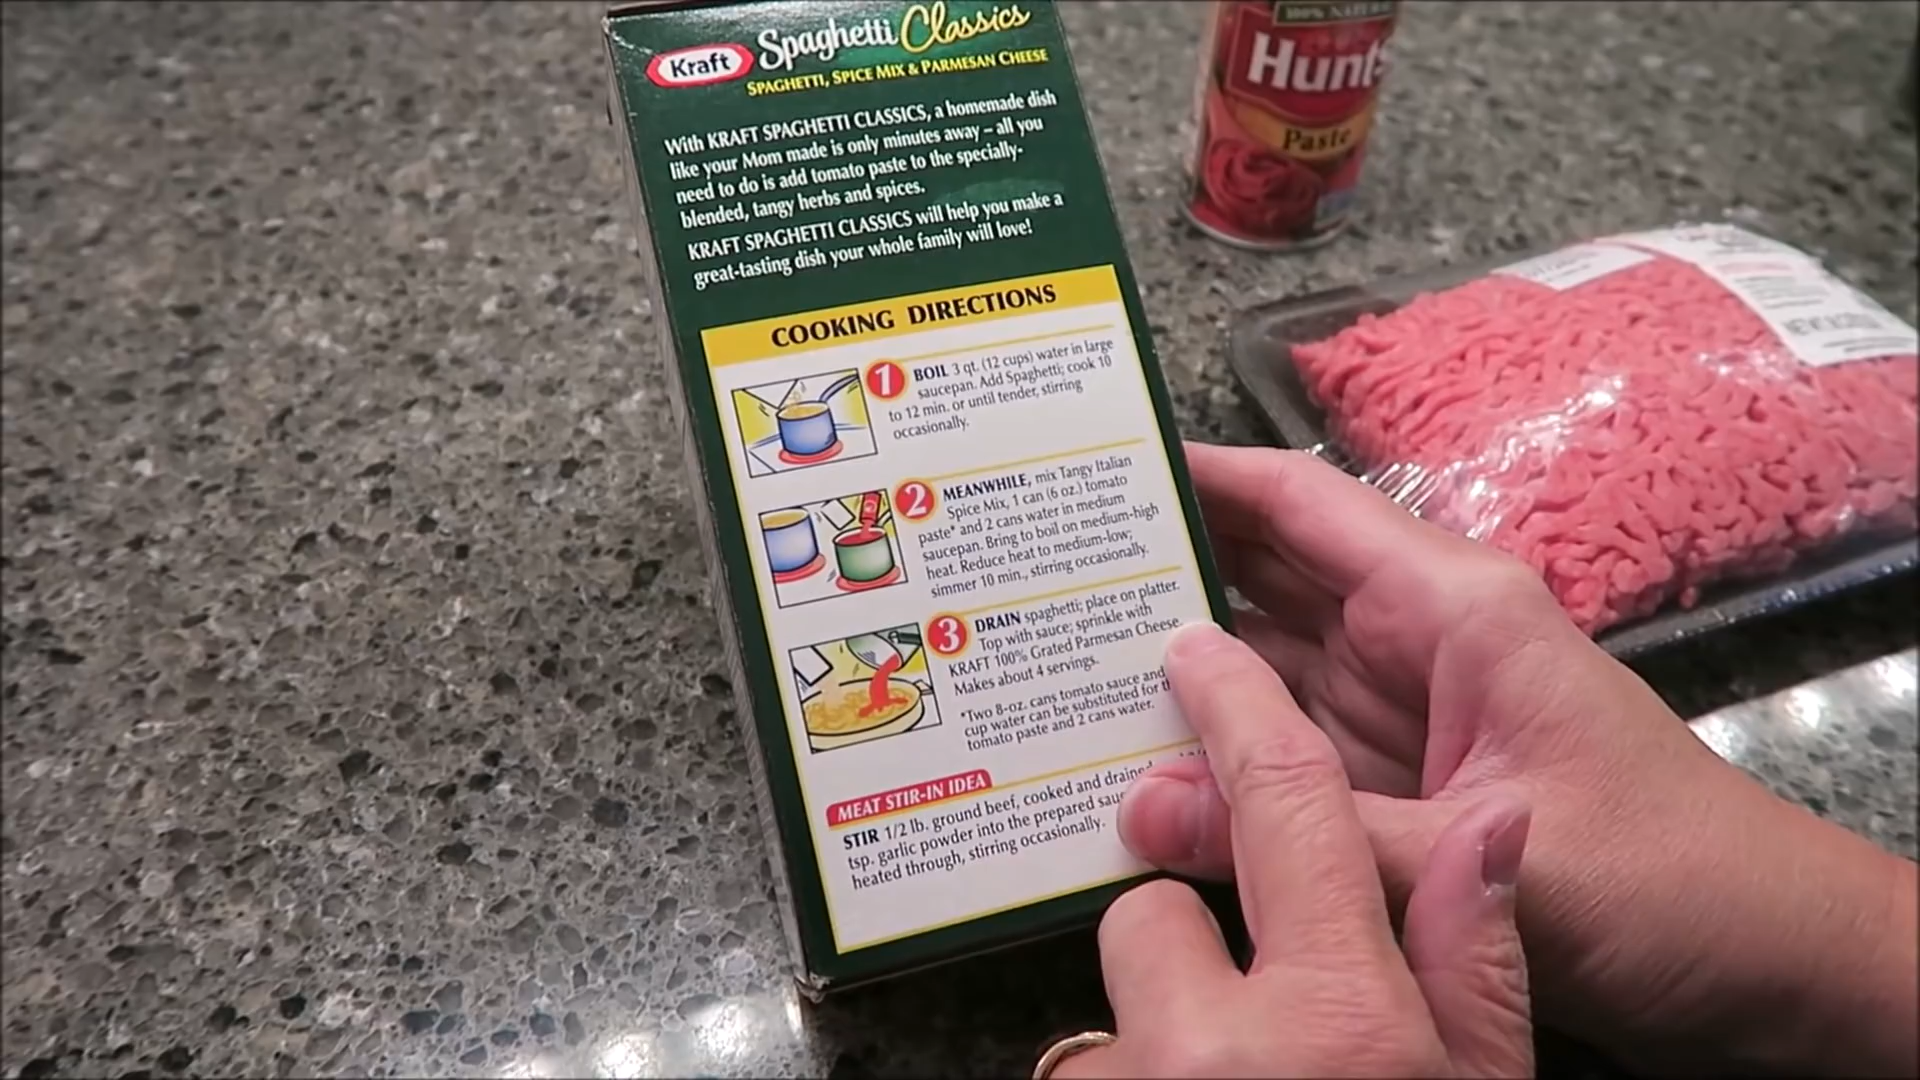 Kraft Spaghetti Classics
SPAGHETTI, SPICE MIX & PARMESAN CHEESE
With KRAFT SPAGHETTI CLASSICS, a homemade dish
like your Mom made is only minutes away – all you
need to do is add tomato paste to the specially-
blended, tangy herbs and spices.
KRAFT SPAGHETTI CLASSICS will help you make a
great-tasting dish your whole family will love!
COOKING DIRECTIONS
1 BOIL 3 qt. (12 cups) water in large
saucepan. Add Spaghetti; cook 10
to 12 min. or until tender, stirring
occasionally.
2 MEANWHILE, mix Tangy Italian
Spice Mix, 1 can (6 oz.) tomato
paste* and 2 cans water in medium
saucepan. Bring to boil on medium-high
heat. Reduce heat to medium-low;
simmer 10 min., stirring occasionally.
3 DRAIN spaghetti; place on platter.
Top with sauce; sprinkle with
KRAFT 100% Grated Parmesan Cheese.
Makes about 4 servings.
*Two 8-oz. cans tomato sauce and
cup water can be substituted for
tomato paste and 2 cans water.
MEAT STIR-IN IDEA
STIR 1/2 lb. ground beef, cooked and drained
tsp. garlic powder into the prepared
heated through, stirring occasionally.
100% NATURAL
Hunt's
Paste